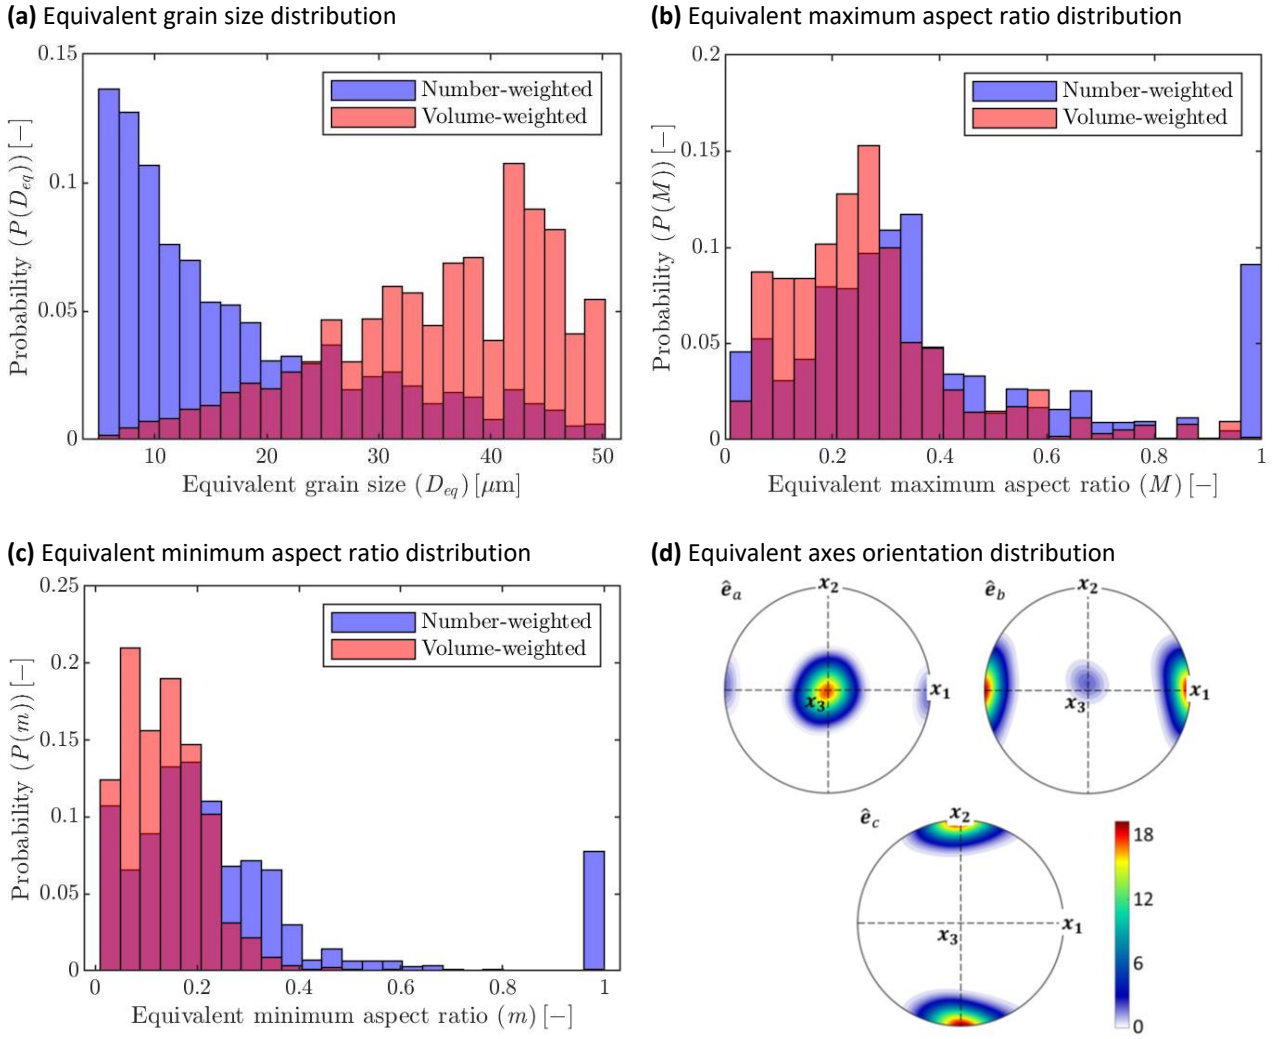 (a) Equivalent grain size distribution
0.15
0.1
0.05
0
Probability (P(D_eq)) [−]
Number-weighted
Volume-weighted
10 20 30 40 50
Equivalent grain size (D_eq) [μm]
(b) Equivalent maximum aspect ratio distribution
0.2
0.15
0.1
0.05
0
Probability (P(M)) [−]
Number-weighted
Volume-weighted
0 0.2 0.4 0.6 0.8 1
Equivalent maximum aspect ratio (M) [−]
(c) Equivalent minimum aspect ratio distribution
0.25
0.2
0.15
0.1
0.05
0
Probability (P(m)) [−]
Number-weighted
Volume-weighted
0 0.2 0.4 0.6 0.8 1
Equivalent minimum aspect ratio (m) [−]
(d) Equivalent axes orientation distribution
ê_a
x_2
x_1
x_3
ê_b
x_2
x_1
x_3
ê_c
x_2
x_1
x_3
18
12
6
0